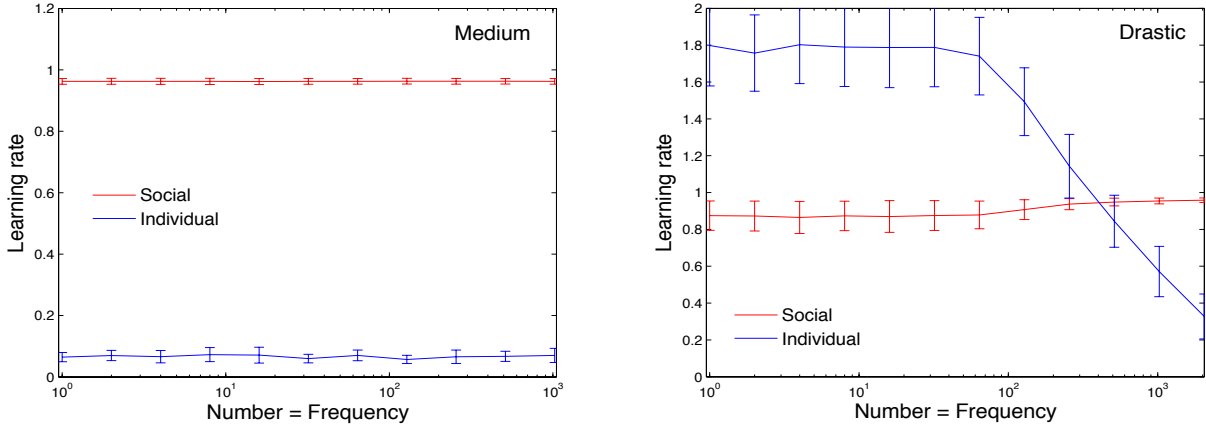 Medium
Learning rate
1.2
1
0.8
0.6
0.4
0.2
0
Social
Individual
10^0
10^1
10^2
10^3
Number = Frequency
Drastic
Learning rate
2
1.8
1.6
1.4
1.2
1
0.8
0.6
0.4
0.2
0
Social
Individual
10^0
10^1
10^2
10^3
Number = Frequency